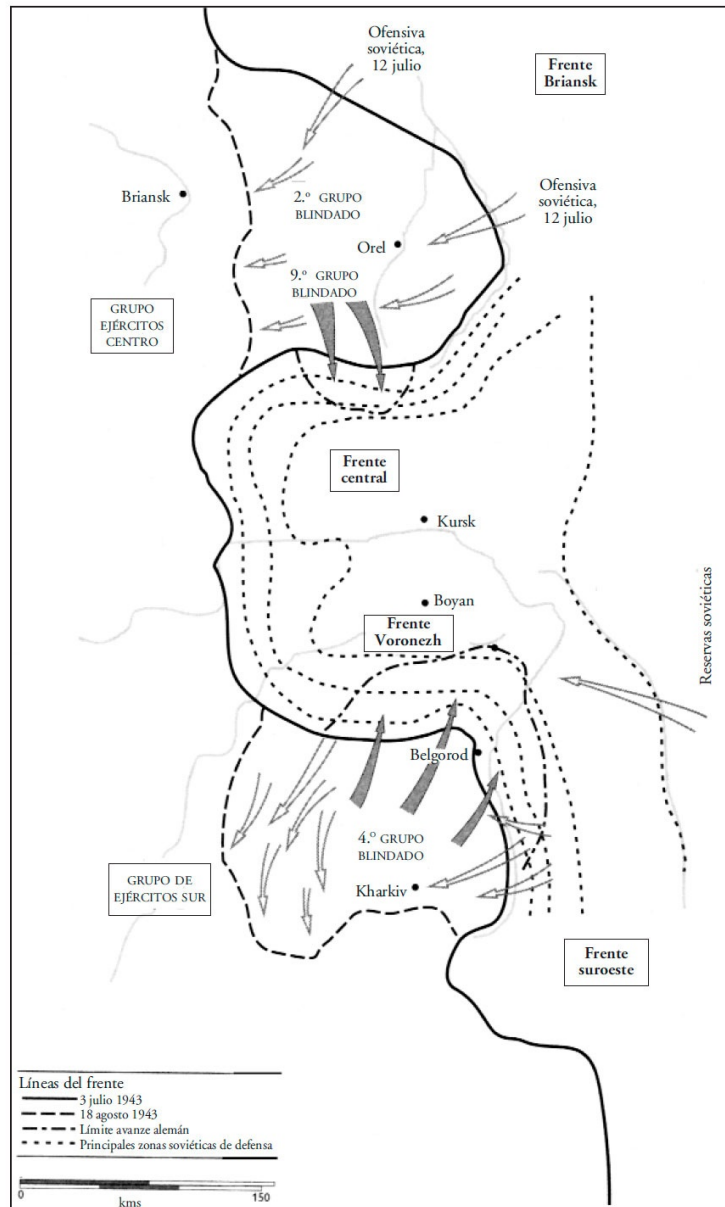 Ofensiva
soviética,
12 julio
Frente
Briansk
Briansk
2.º GRUPO
BLINDADO
Ofensiva
soviética,
12 julio
Orel
9.º GRUPO
BLINDADO
GRUPO
EJÉRCITOS
CENTRO
Frente
central
Kursk
Boyan
Frente
Voronezh
Reservas soviéticas
Belgorod
4.º GRUPO
BLINDADO
GRUPO DE
EJÉRCITOS SUR
Kharkiv
Frente
suroeste
Líneas del frente
3 julio 1943
18 agosto 1943
Límite avanze alemán
Principales zonas soviéticas de defensa
0
150
kms